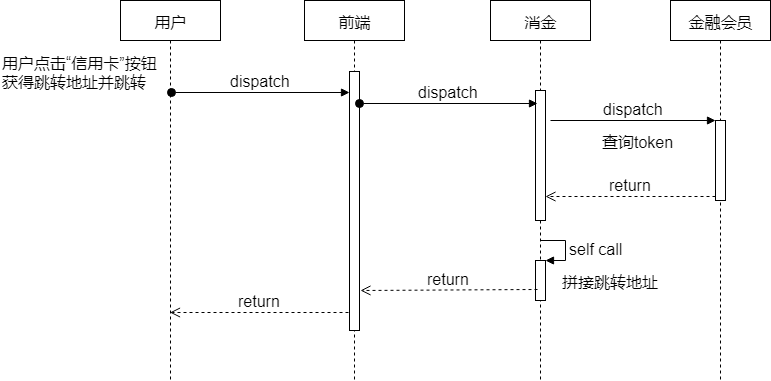 用户
前端
消金
金融会员
用户点击“信用卡”按钮
获得跳转地址并跳转
dispatch
dispatch
dispatch
查询token
return
self call
拼接跳转地址
return
return